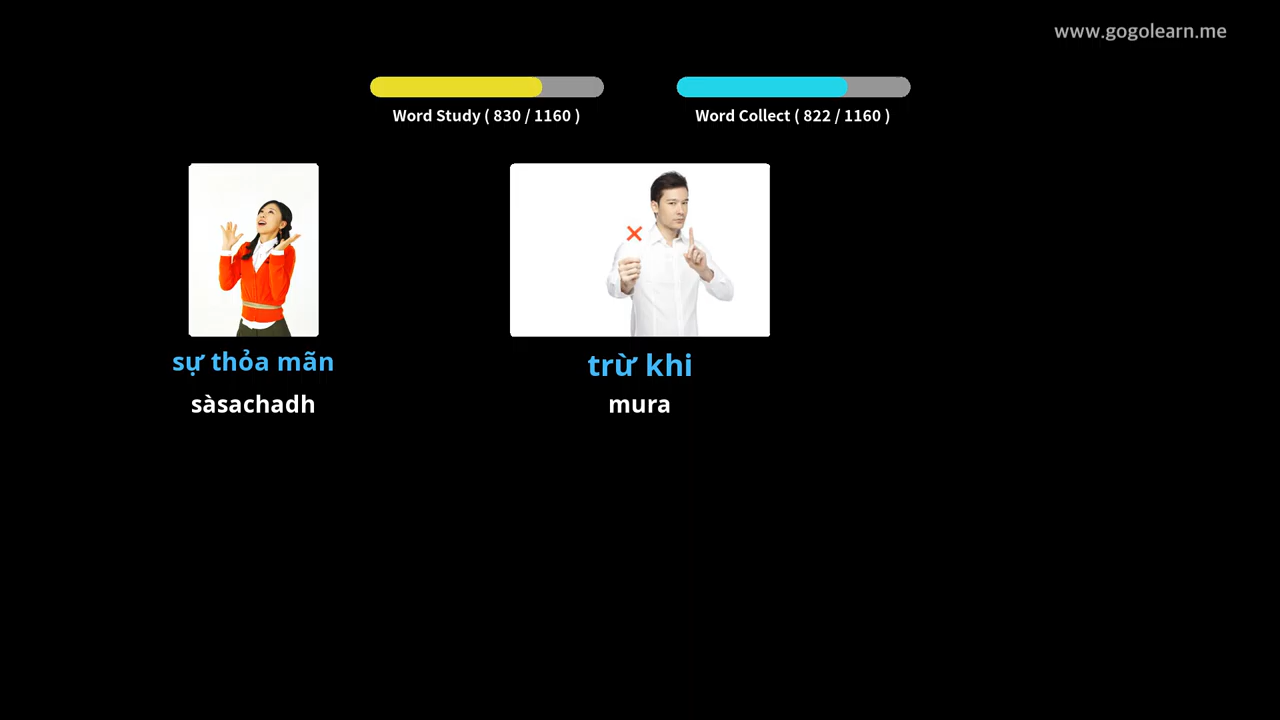 www.gogolearn.me
Word Study ( 830 / 1160 )
Word Collect ( 822 / 1160 )
sự thỏa mãn
sàsachadh
trừ khi
mura